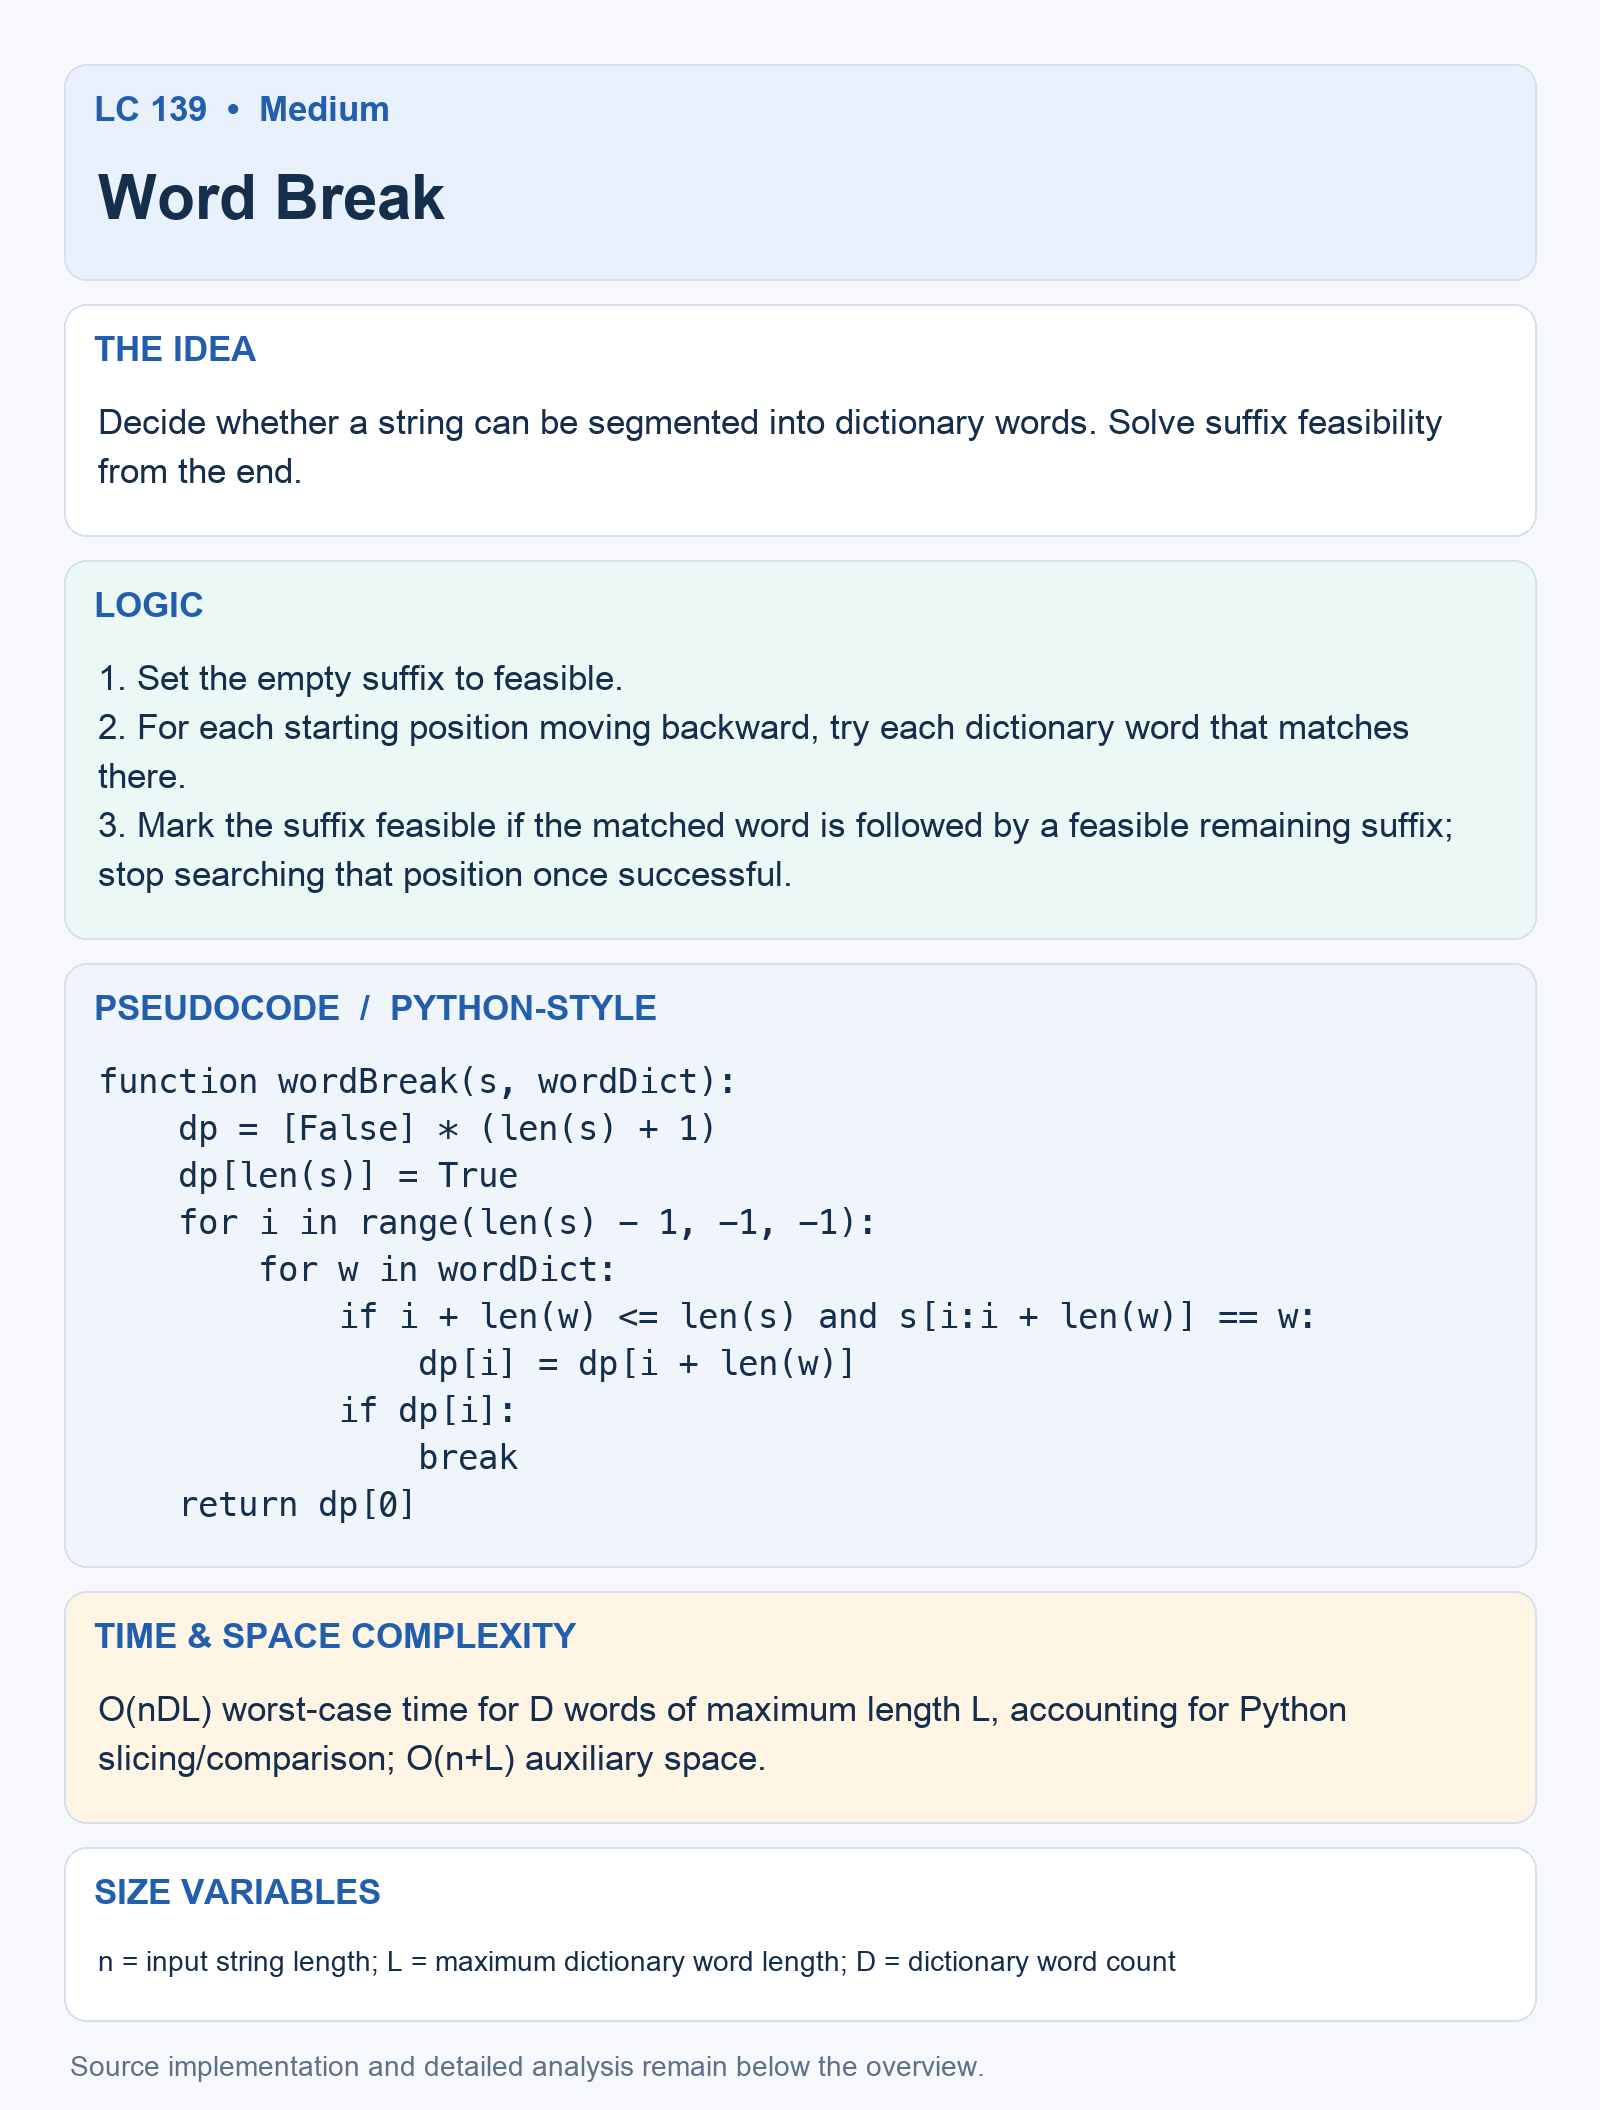 LC 139 • Medium
Word Break
THE IDEA
Decide whether a string can be segmented into dictionary words. Solve suffix feasibility
from the end.
LOGIC
1. Set the empty suffix to feasible.
2. For each starting position moving backward, try each dictionary word that matches
there.
3. Mark the suffix feasible if the matched word is followed by a feasible remaining suffix;
stop searching that position once successful.
PSEUDOCODE / PYTHON-STYLE
function wordBreak(s, wordDict):
    dp = [False] * (len(s) + 1)
    dp[len(s)] = True
    for i in range(len(s) − 1, −1, −1):
        for w in wordDict:
            if i + len(w) <= len(s) and s[i:i + len(w)] == w:
                dp[i] = dp[i + len(w)]
            if dp[i]:
                break
    return dp[0]
TIME & SPACE COMPLEXITY
O(nDL) worst-case time for D words of maximum length L, accounting for Python
slicing/comparison; O(n+L) auxiliary space.
SIZE VARIABLES
n = input string length; L = maximum dictionary word length; D = dictionary word count
Source implementation and detailed analysis remain below the overview.